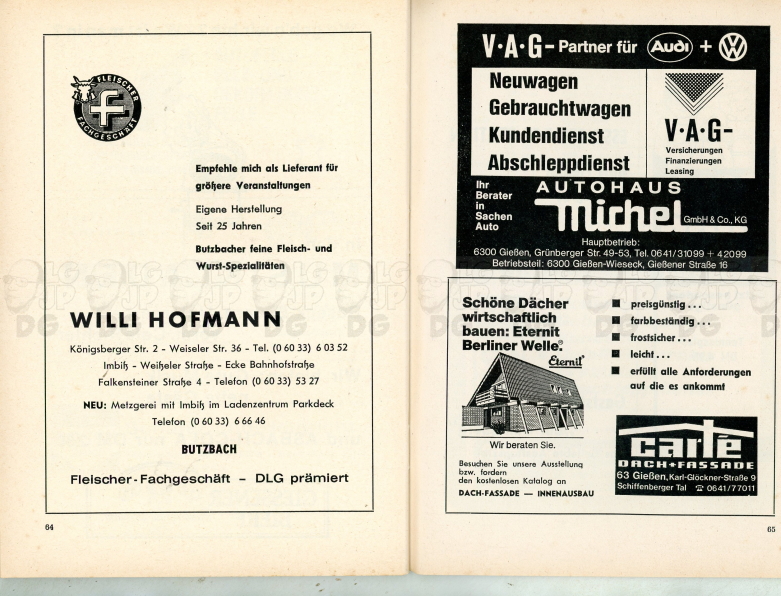 FLEISCHER
FACHGESCHÄFT
Empfehle mich als Lieferant für
größere Veranstaltungen
Eigene Herstellung
Seit 25 Jahren
Butzbacher feine Fleisch- und
Wurst-Spezialitäten
WILLI HOFMANN
Königsberger Str. 2 - Weiseler Str. 36 - Tel. (0 60 33) 6 03 52
Imbiß - Weißeler Straße - Ecke Bahnhofstraße
Falkensteiner Straße 4 - Telefon (0 60 33) 53 27
NEU: Metzgerei mit Imbiß im Ladenzentrum Parkdeck
Telefon (0 60 33) 6 66 46
BUTZBACH
Fleischer-Fachgeschäft - DLG prämiert
64
V·A·G- Partner für Audi + VW
Neuwagen
Gebrauchtwagen
Kundendienst
Abschleppdienst
V·A·G-
Versicherungen
Finanzierungen
Leasing
Ihr
Berater
in
Sachen
Auto
AUTOHAUS
Michel GmbH & Co., KG
Hauptbetrieb:
6300 Gießen, Grünberger Str. 49-53, Tel. 0641/31099 + 42099
Betriebsteil: 6300 Gießen-Wieseck, Gießener Straße 16
Schöne Dächer
wirtschaftlich
bauen: Eternit
Berliner Welle®.
Eternit®
Wir beraten Sie.
Besuchen Sie unsere Ausstellung
bzw. fordern
den kostenlosen Katalog an
DACH-FASSADE — INNENAUSBAU
preisgünstig...
farbbeständig...
frostsicher...
leicht...
erfüllt alle Anforderungen
auf die es ankommt
carté
DACH+FASSADE
63 Gießen, Karl-Glöckner-Straße 9
Schiffenberger Tal ☎ 0641/77011
65